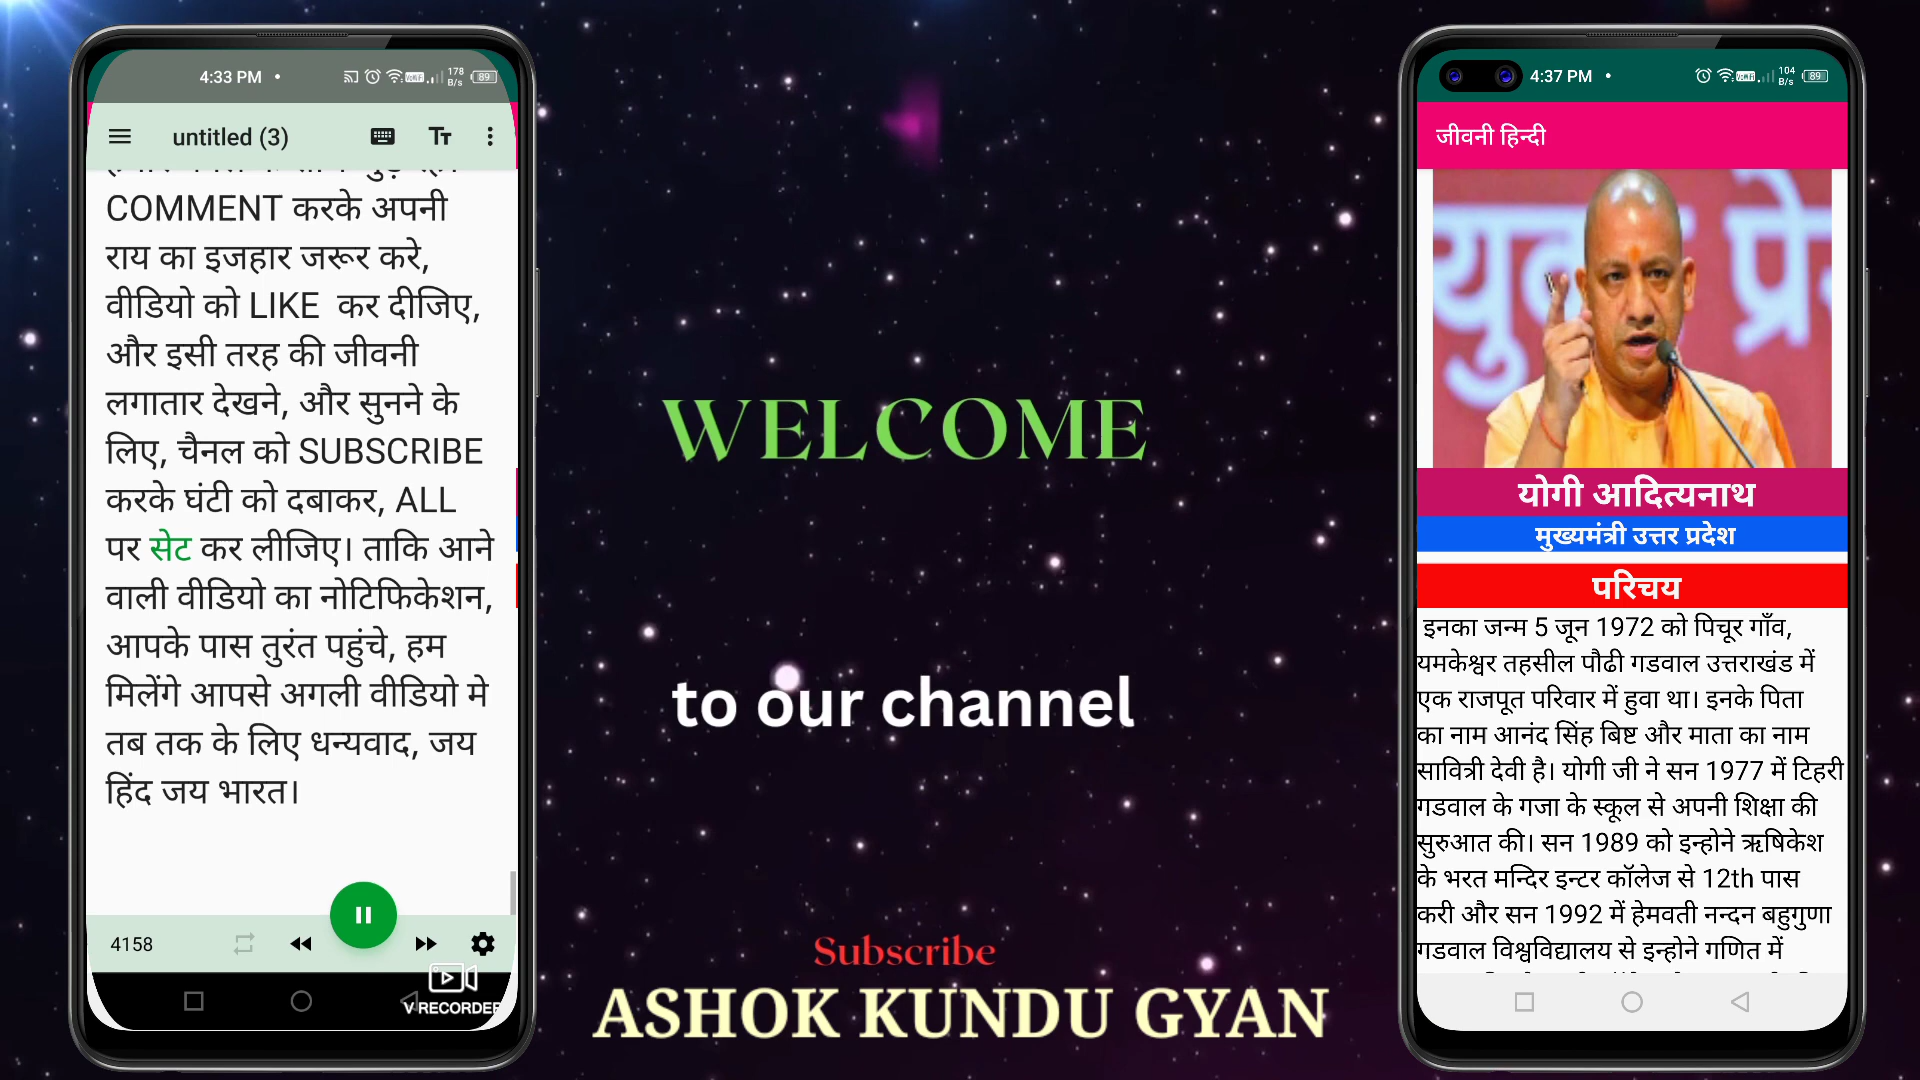 4:33 PM
178
B/s
89
untitled (3)
Tт
COMMENT करके अपनी
राय का इजहार जरूर करे,
वीडियो को LIKE कर दीजिए,
और इसी तरह की जीवनी
लगातार देखने, और सुनने के
लिए, चैनल को SUBSCRIBE
करके घंटी को दबाकर, ALL
पर सेट कर लीजिए। ताकि आने
वाली वीडियो का नोटिफिकेशन,
आपके पास तुरंत पहुंचे, हम
मिलेंगे आपसे अगली वीडियो मे
तब तक के लिए धन्यवाद, जय
हिंद जय भारत।
4158
V RECORDER
WELCOME
to our channel
Subscribe
ASHOK KUNDU GYAN
4:37 PM
104
B/s
89
जीवनी हिन्दी
योगी आदित्यनाथ
मुख्यमंत्री उत्तर प्रदेश
परिचय
इनका जन्म 5 जून 1972 को पिचूर गाँव,
यमकेश्वर तहसील पौढी गडवाल उत्तराखंड में
एक राजपूत परिवार में हुवा था। इनके पिता
का नाम आनंद सिंह बिष्ट और माता का नाम
सावित्री देवी है। योगी जी ने सन 1977 में टिहरी
गडवाल के गजा के स्कूल से अपनी शिक्षा की
सुरुआत की। सन 1989 को इन्होने ऋषिकेश
के भरत मन्दिर इन्टर कॉलेज से 12th पास
करी और सन 1992 में हेमवती नन्दन बहुगुणा
गडवाल विश्वविद्यालय से इन्होने गणित में